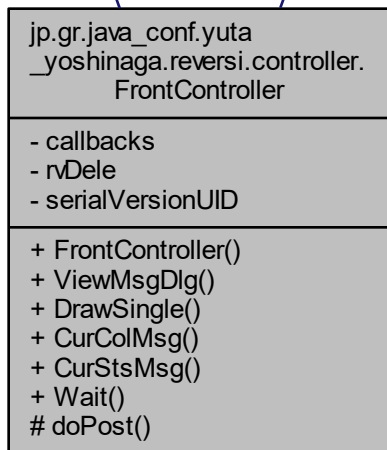 jp.gr.java_conf.yuta
_yoshinaga.reversi.controller.
FrontController
- callbacks
- rvDele
- serialVersionUID
+ FrontController()
+ ViewMsgDlg()
+ DrawSingle()
+ CurColMsg()
+ CurStsMsg()
+ Wait()
# doPost()